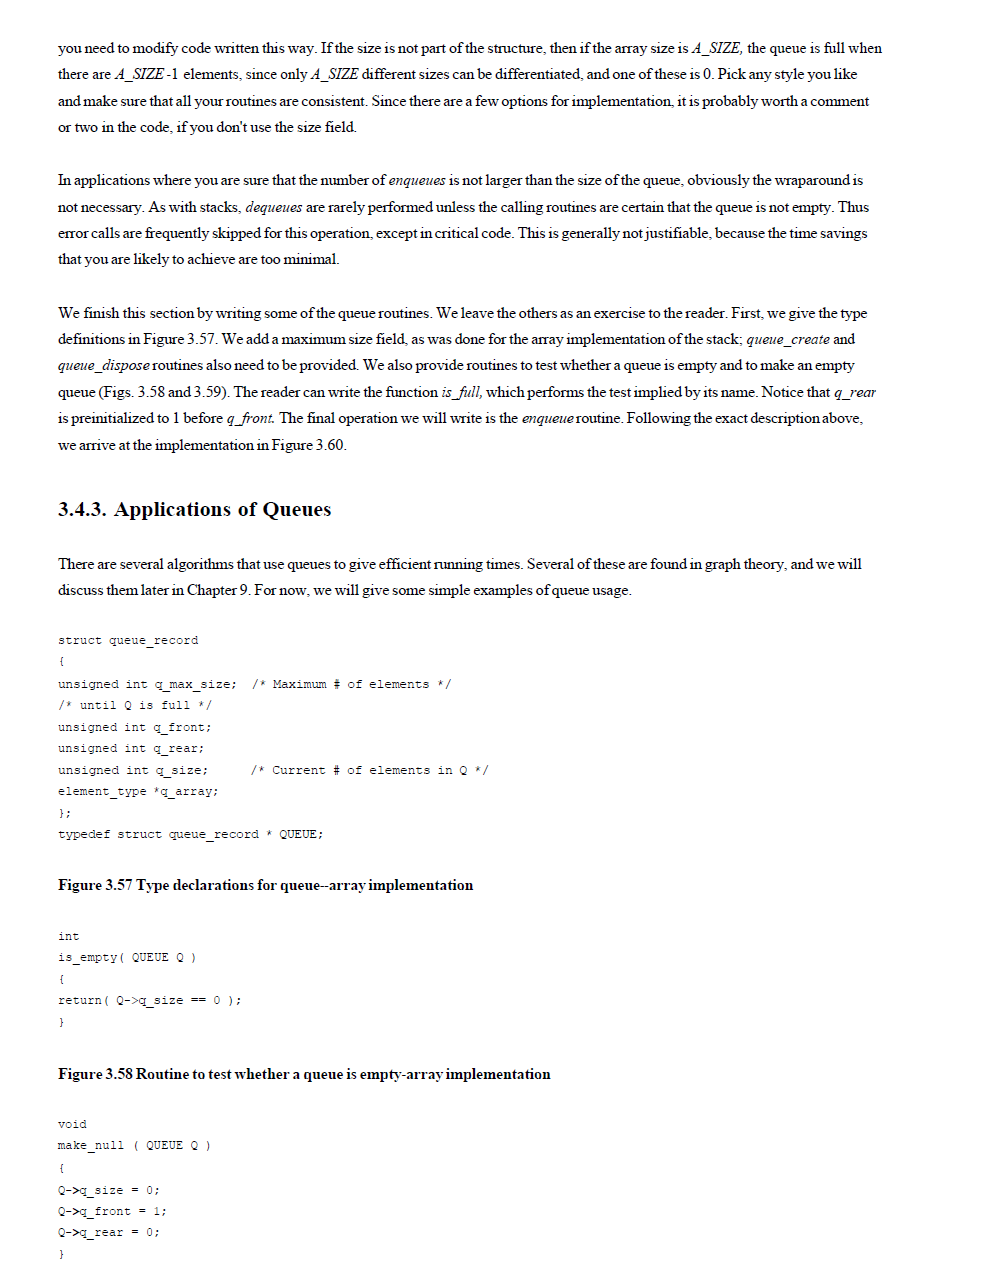 you need to modify code written this way. If the size is not part of the structure, then if the array size is A_SIZE, the queue is full when
there are A_SIZE -1 elements, since only A_SIZE different sizes can be differentiated, and one of these is 0. Pick any style you like
and make sure that all your routines are consistent. Since there are a few options for implementation, it is probably worth a comment
or two in the code, if you don't use the size field.
In applications where you are sure that the number of enqueues is not larger than the size of the queue, obviously the wraparound is
not necessary. As with stacks, dequeues are rarely performed unless the calling routines are certain that the queue is not empty. Thus
error calls are frequently skipped for this operation, except in critical code. This is generally not justifiable, because the time savings
that you are likely to achieve are too minimal.
We finish this section by writing some of the queue routines. We leave the others as an exercise to the reader. First, we give the type
definitions in Figure 3.57. We add a maximum size field, as was done for the array implementation of the stack; queue_create and
queue_dispose routines also need to be provided. We also provide routines to test whether a queue is empty and to make an empty
queue (Figs. 3.58 and 3.59). The reader can write the function is_full, which performs the test implied by its name. Notice that q_rear
is preinitialized to 1 before q_front. The final operation we will write is the enqueue routine. Following the exact description above,
we arrive at the implementation in Figure 3.60.
3.4.3. Applications of Queues
There are several algorithms that use queues to give efficient running times. Several of these are found in graph theory, and we will
discuss them later in Chapter 9. For now, we will give some simple examples of queue usage.
struct queue_record
{
unsigned int q_max_size; /* Maximum # of elements */
/* until Q is full */
unsigned int q_front;
unsigned int q_rear;
unsigned int q_size; /* Current # of elements in Q */
element_type *q_array;
};
typedef struct queue_record * QUEUE;
Figure 3.57 Type declarations for queue--array implementation
int
is_empty( QUEUE Q )
{
return( Q->q_size == 0 );
}
Figure 3.58 Routine to test whether a queue is empty-array implementation
void
make_null ( QUEUE Q )
{
Q->q_size = 0;
Q->q_front = 1;
Q->q_rear = 0;
}